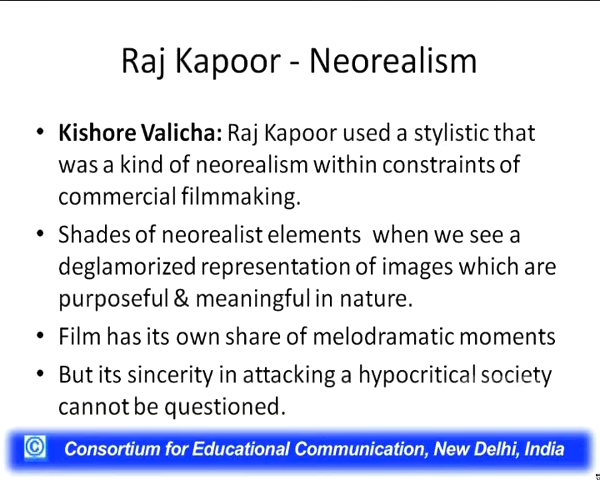 Raj Kapoor - Neorealism
• Kishore Valicha: Raj Kapoor used a stylistic that
was a kind of neorealism within constraints of
commercial filmmaking.
• Shades of neorealist elements when we see a
deglamorized representation of images which are
purposeful & meaningful in nature.
• Film has its own share of melodramatic moments
• But its sincerity in attacking a hypocritical society
cannot be questioned.
© Consortium for Educational Communication, New Delhi, India